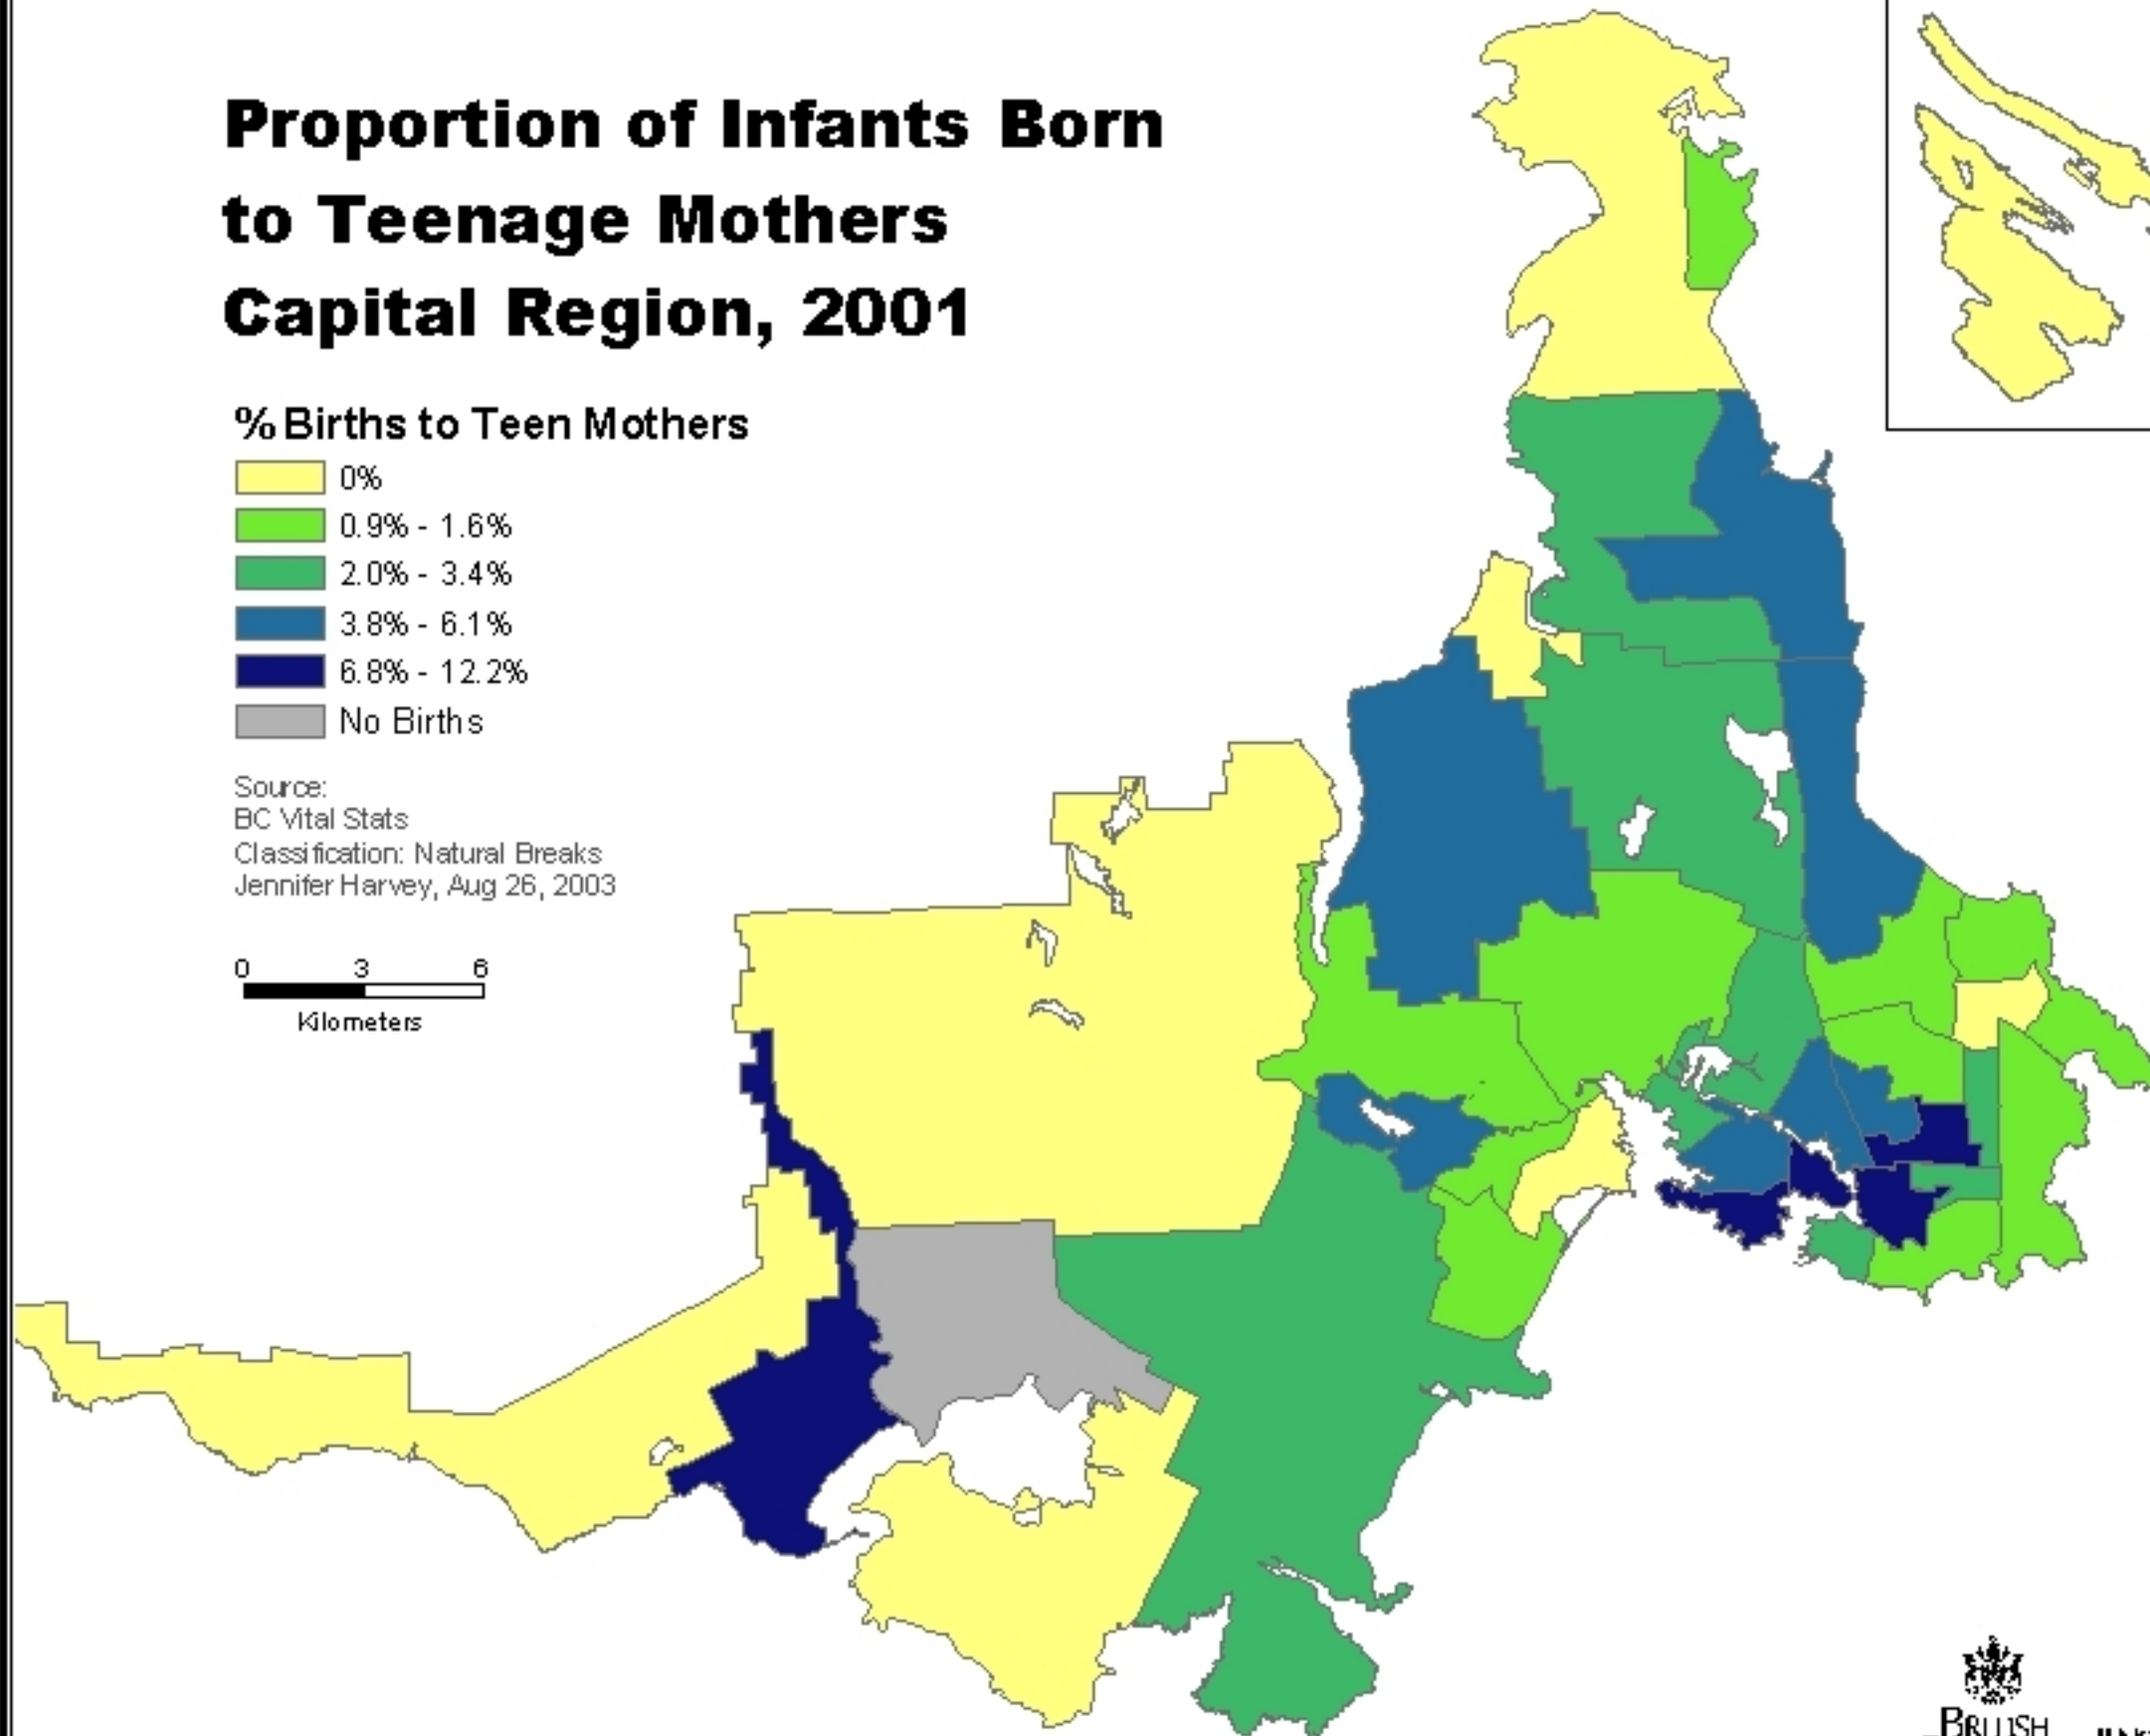 Proportion of Infants Born
to Teenage Mothers
Capital Region, 2001
% Births to Teen Mothers
0%
0.9% - 1.6%
2.0% - 3.4%
3.8% - 6.1%
6.8% - 12.2%
No Births
Source:
BC Vital Stats
Classification: Natural Breaks
Jennifer Harvey, Aug 26, 2003
0 3 6
Kilometers
BRITISH